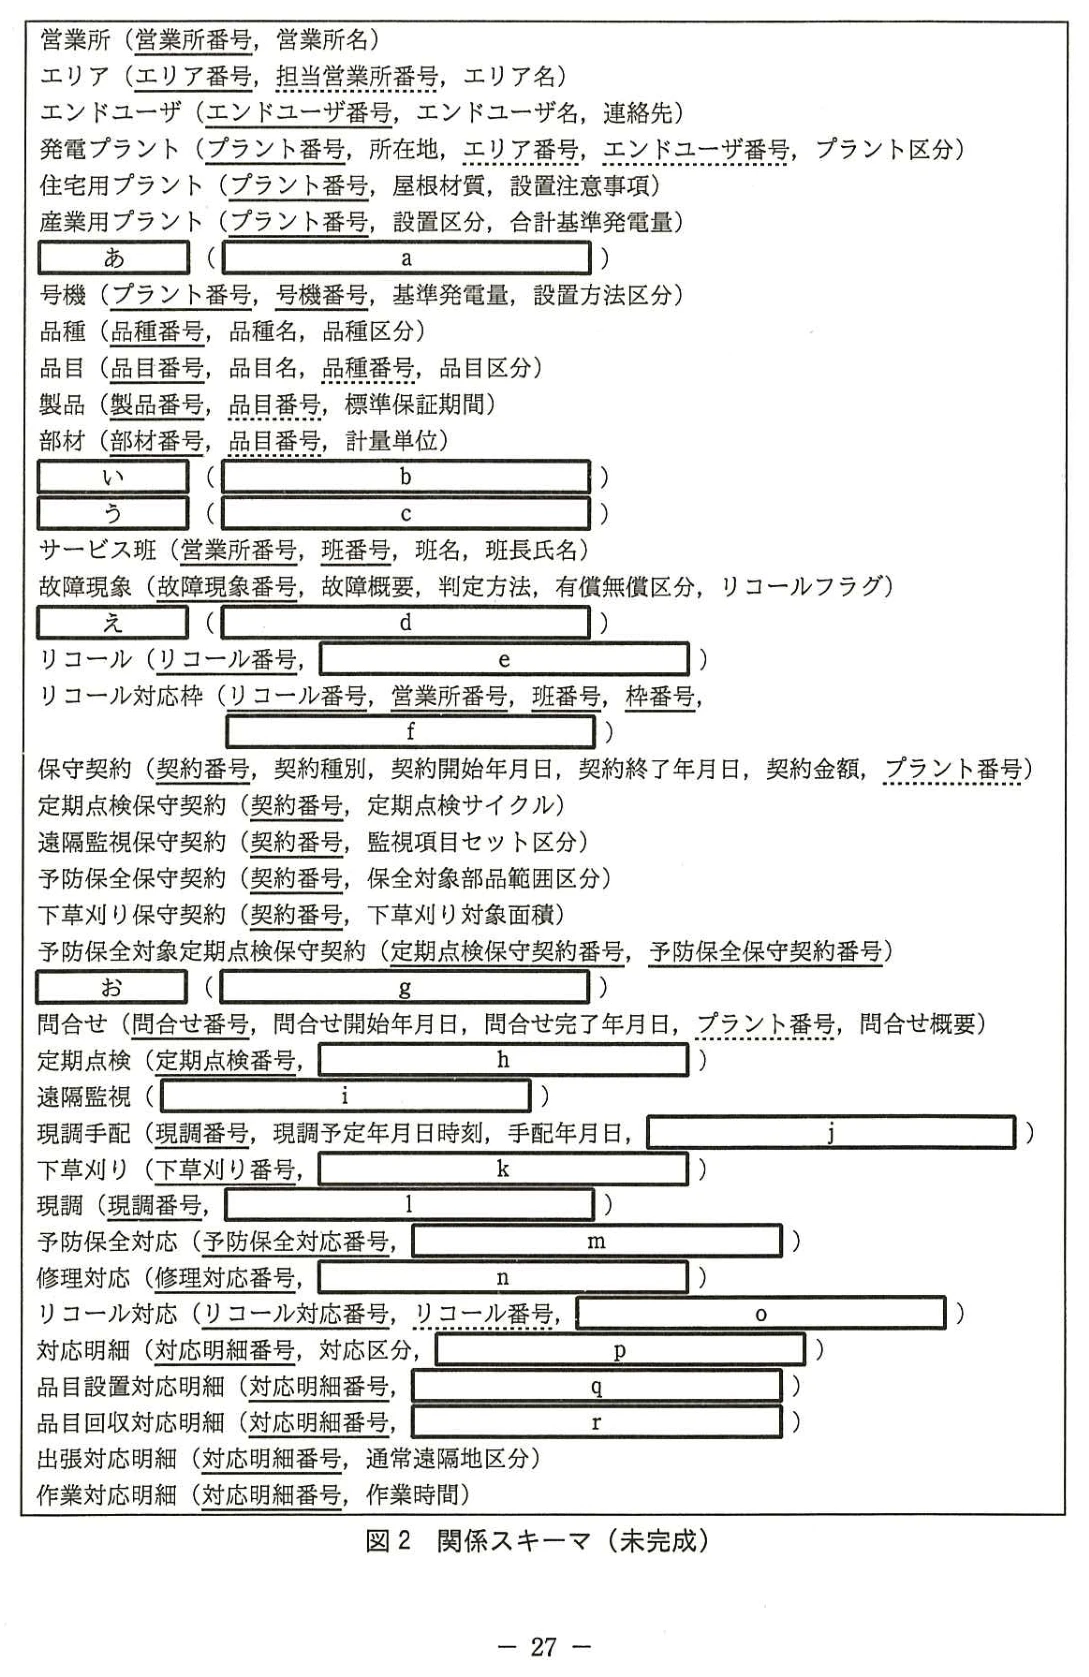 営業所（営業所番号，営業所名）
エリア（エリア番号，担当営業所番号，エリア名）
エンドユーザ（エンドユーザ番号，エンドユーザ名，連絡先）
発電プラント（プラント番号，所在地，エリア番号，エンドユーザ番号，プラント区分）
住宅用プラント（プラント番号，屋根材質，設置注意事項）
産業用プラント（プラント番号，設置区分，合計基準発電量）
あ（a）
号機（プラント番号，号機番号，基準発電量，設置方法区分）
品種（品種番号，品種名，品種区分）
品目（品目番号，品目名，品種番号，品目区分）
製品（製品番号，品目番号，標準保証期間）
部材（部材番号，品目番号，計量単位）
い（b）
う（c）
サービス班（営業所番号，班番号，班名，班長氏名）
故障現象（故障現象番号，故障概要，判定方法，有償無償区分，リコールフラグ）
え（d）
リコール（リコール番号，e）
リコール対応枠（リコール番号，営業所番号，班番号，枠番号，
f）
保守契約（契約番号，契約種別，契約開始年月日，契約終了年月日，契約金額，プラント番号）
定期点検保守契約（契約番号，定期点検サイクル）
遠隔監視保守契約（契約番号，監視項目セット区分）
予防保全保守契約（契約番号，保全対象部品範囲区分）
下草刈り保守契約（契約番号，下草刈り対象面積）
予防保全対象定期点検保守契約（定期点検保守契約番号，予防保全保守契約番号）
お（g）
問合せ（問合せ番号，問合せ開始年月日，問合せ完了年月日，プラント番号，問合せ概要）
定期点検（定期点検番号，h）
遠隔監視（i）
現調手配（現調番号，現調予定年月日時刻，手配年月日，j）
下草刈り（下草刈り番号，k）
現調（現調番号，l）
予防保全対応（予防保全対応番号，m）
修理対応（修理対応番号，n）
リコール対応（リコール対応番号，リコール番号，o）
対応明細（対応明細番号，対応区分，p）
品目設置対応明細（対応明細番号，q）
品目回収対応明細（対応明細番号，r）
出張対応明細（対応明細番号，通常遠隔地区分）
作業対応明細（対応明細番号，作業時間）
図２　関係スキーマ（未完成）
－ 27 －